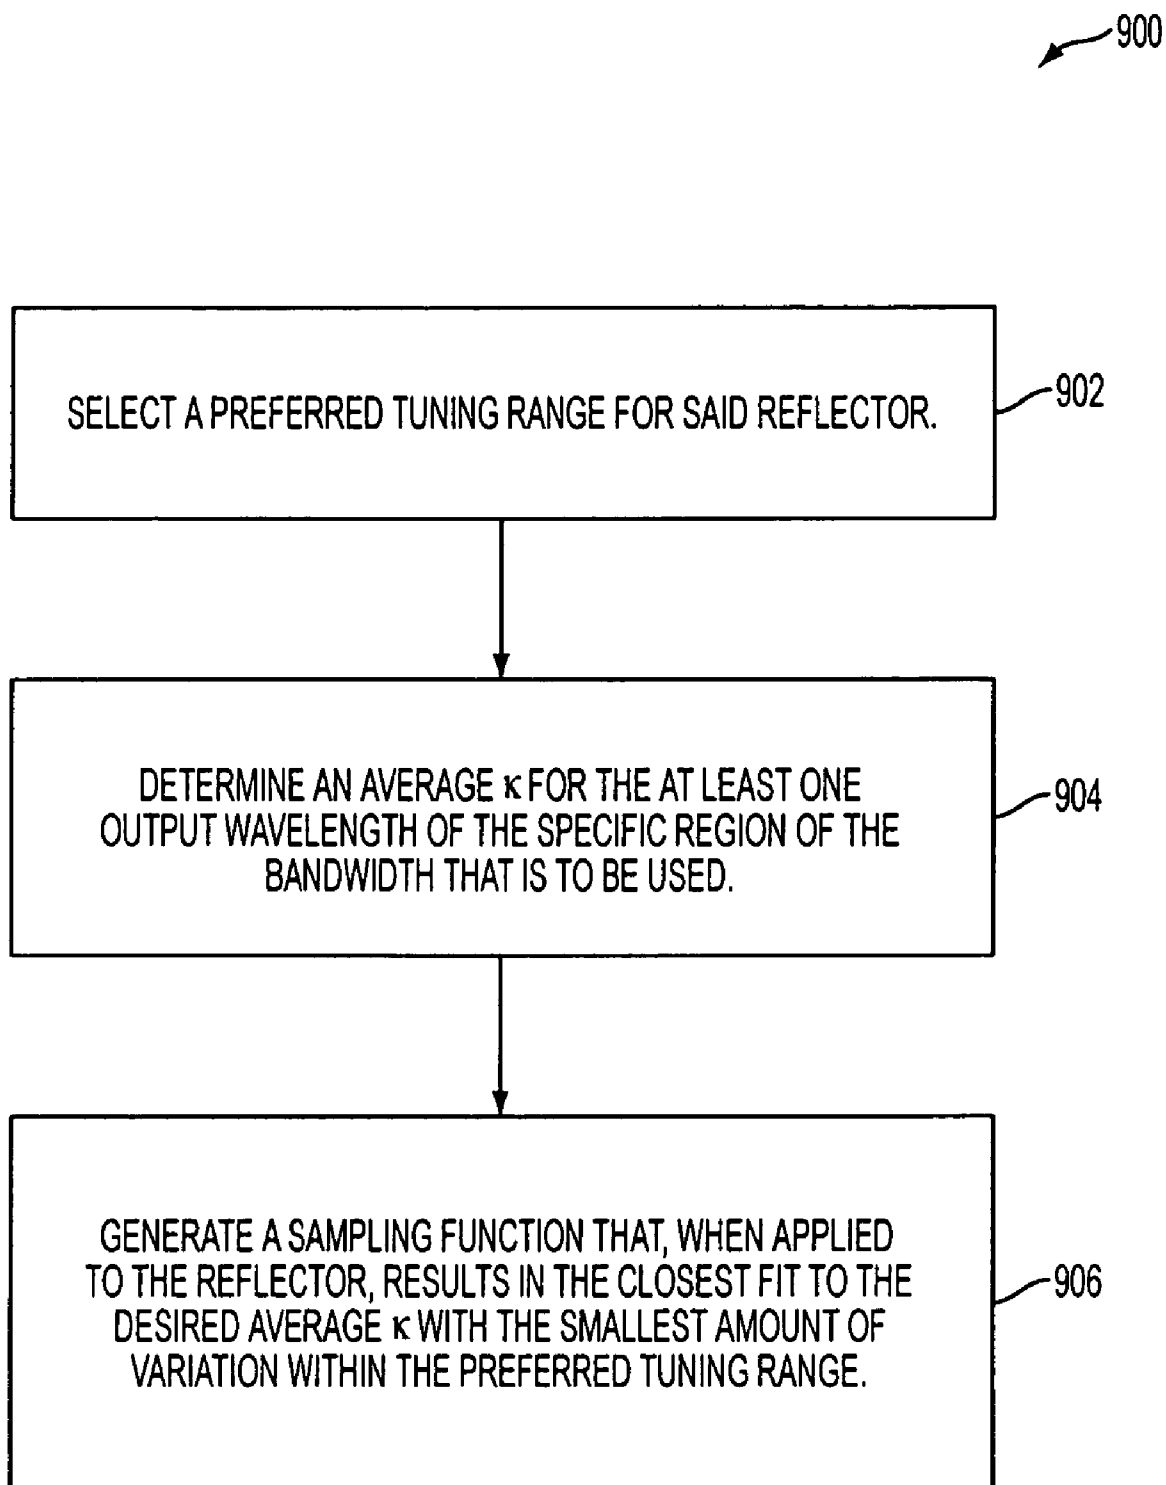 900
SELECT A PREFERRED TUNING RANGE FOR SAID REFLECTOR.
902
DETERMINE AN AVERAGE κ FOR THE AT LEAST ONE
OUTPUT WAVELENGTH OF THE SPECIFIC REGION OF THE
BANDWIDTH THAT IS TO BE USED.
904
GENERATE A SAMPLING FUNCTION THAT, WHEN APPLIED
TO THE REFLECTOR, RESULTS IN THE CLOSEST FIT TO THE
DESIRED AVERAGE κ WITH THE SMALLEST AMOUNT OF
VARIATION WITHIN THE PREFERRED TUNING RANGE.
906